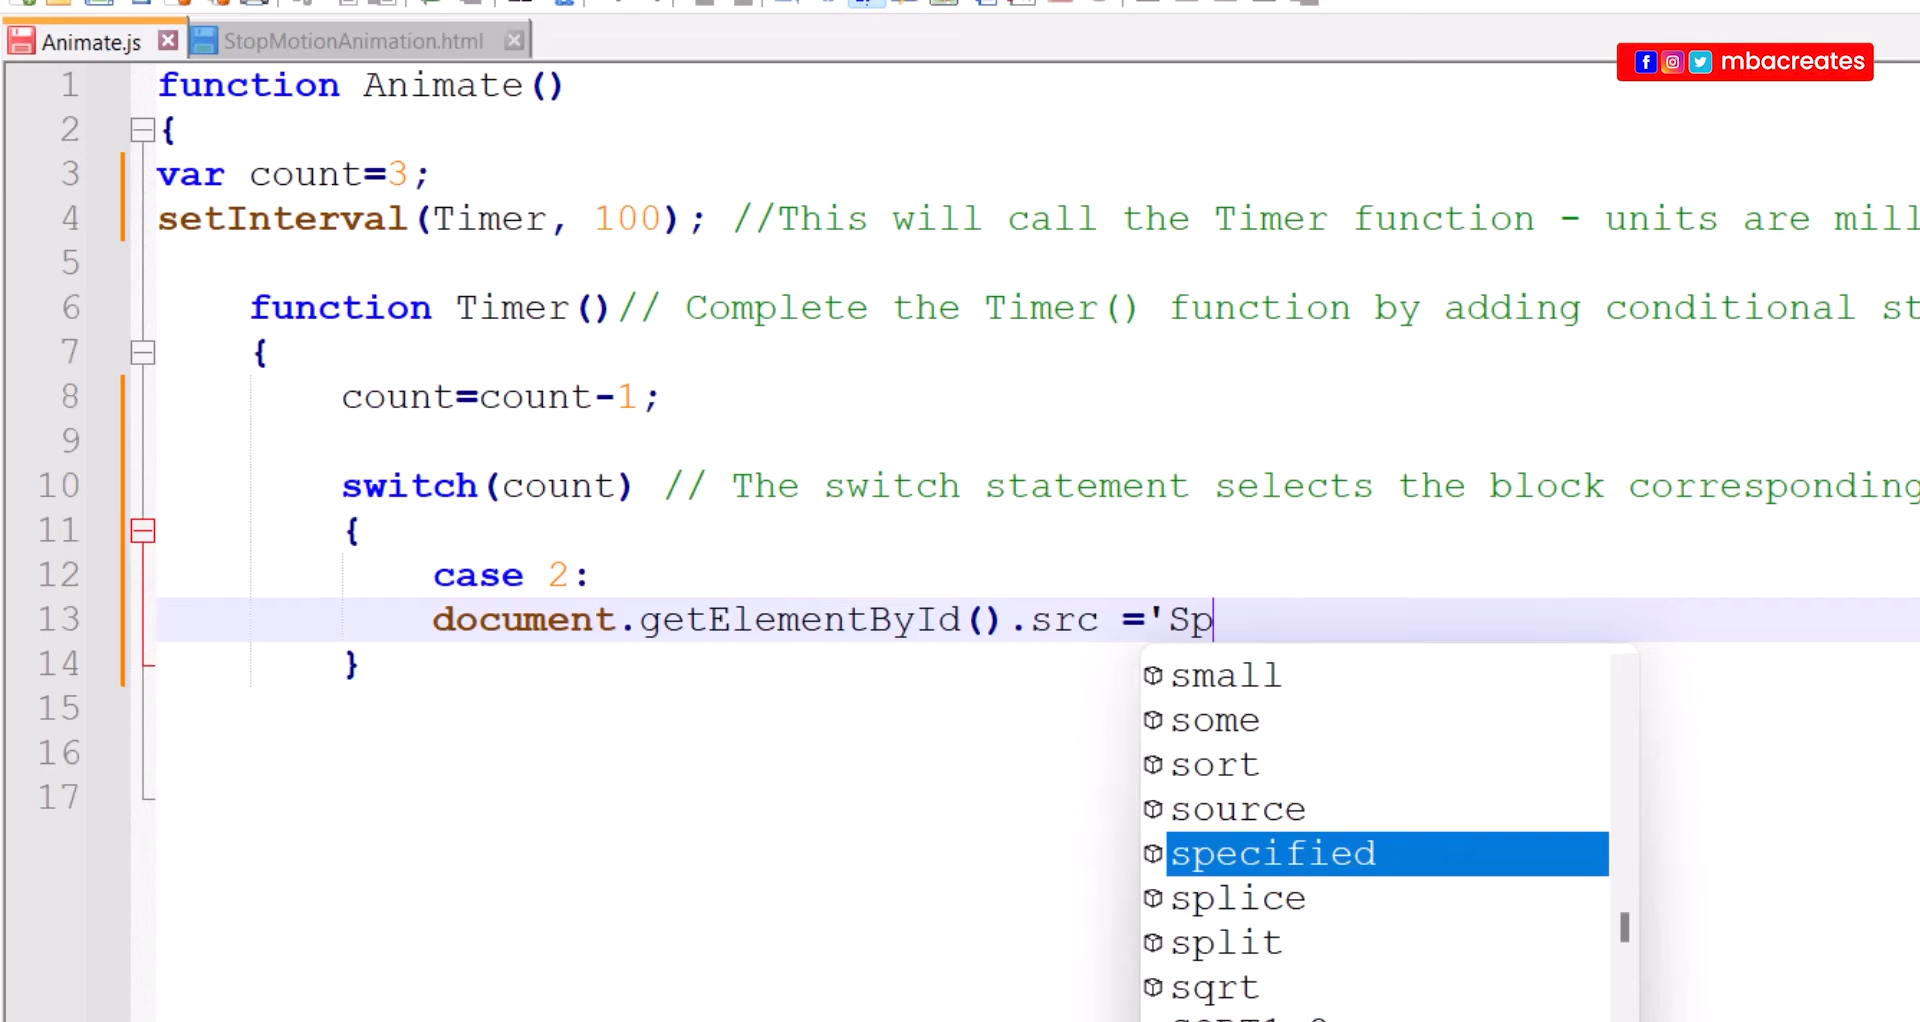 Animate.js StopMotionAnimation.html
mbacreates
1 function Animate()
2 {
3 var count=3;
4 setInterval(Timer, 100); //This will call the Timer function - units are mill
5
6 function Timer()// Complete the Timer() function by adding conditional st
7 {
8 count=count-1;
9
10 switch(count) // The switch statement selects the block corresponding
11 {
12 case 2:
13 document.getElementById().src ='Sp
14 }
15
16
17
small
some
sort
source
specified
splice
split
sqrt